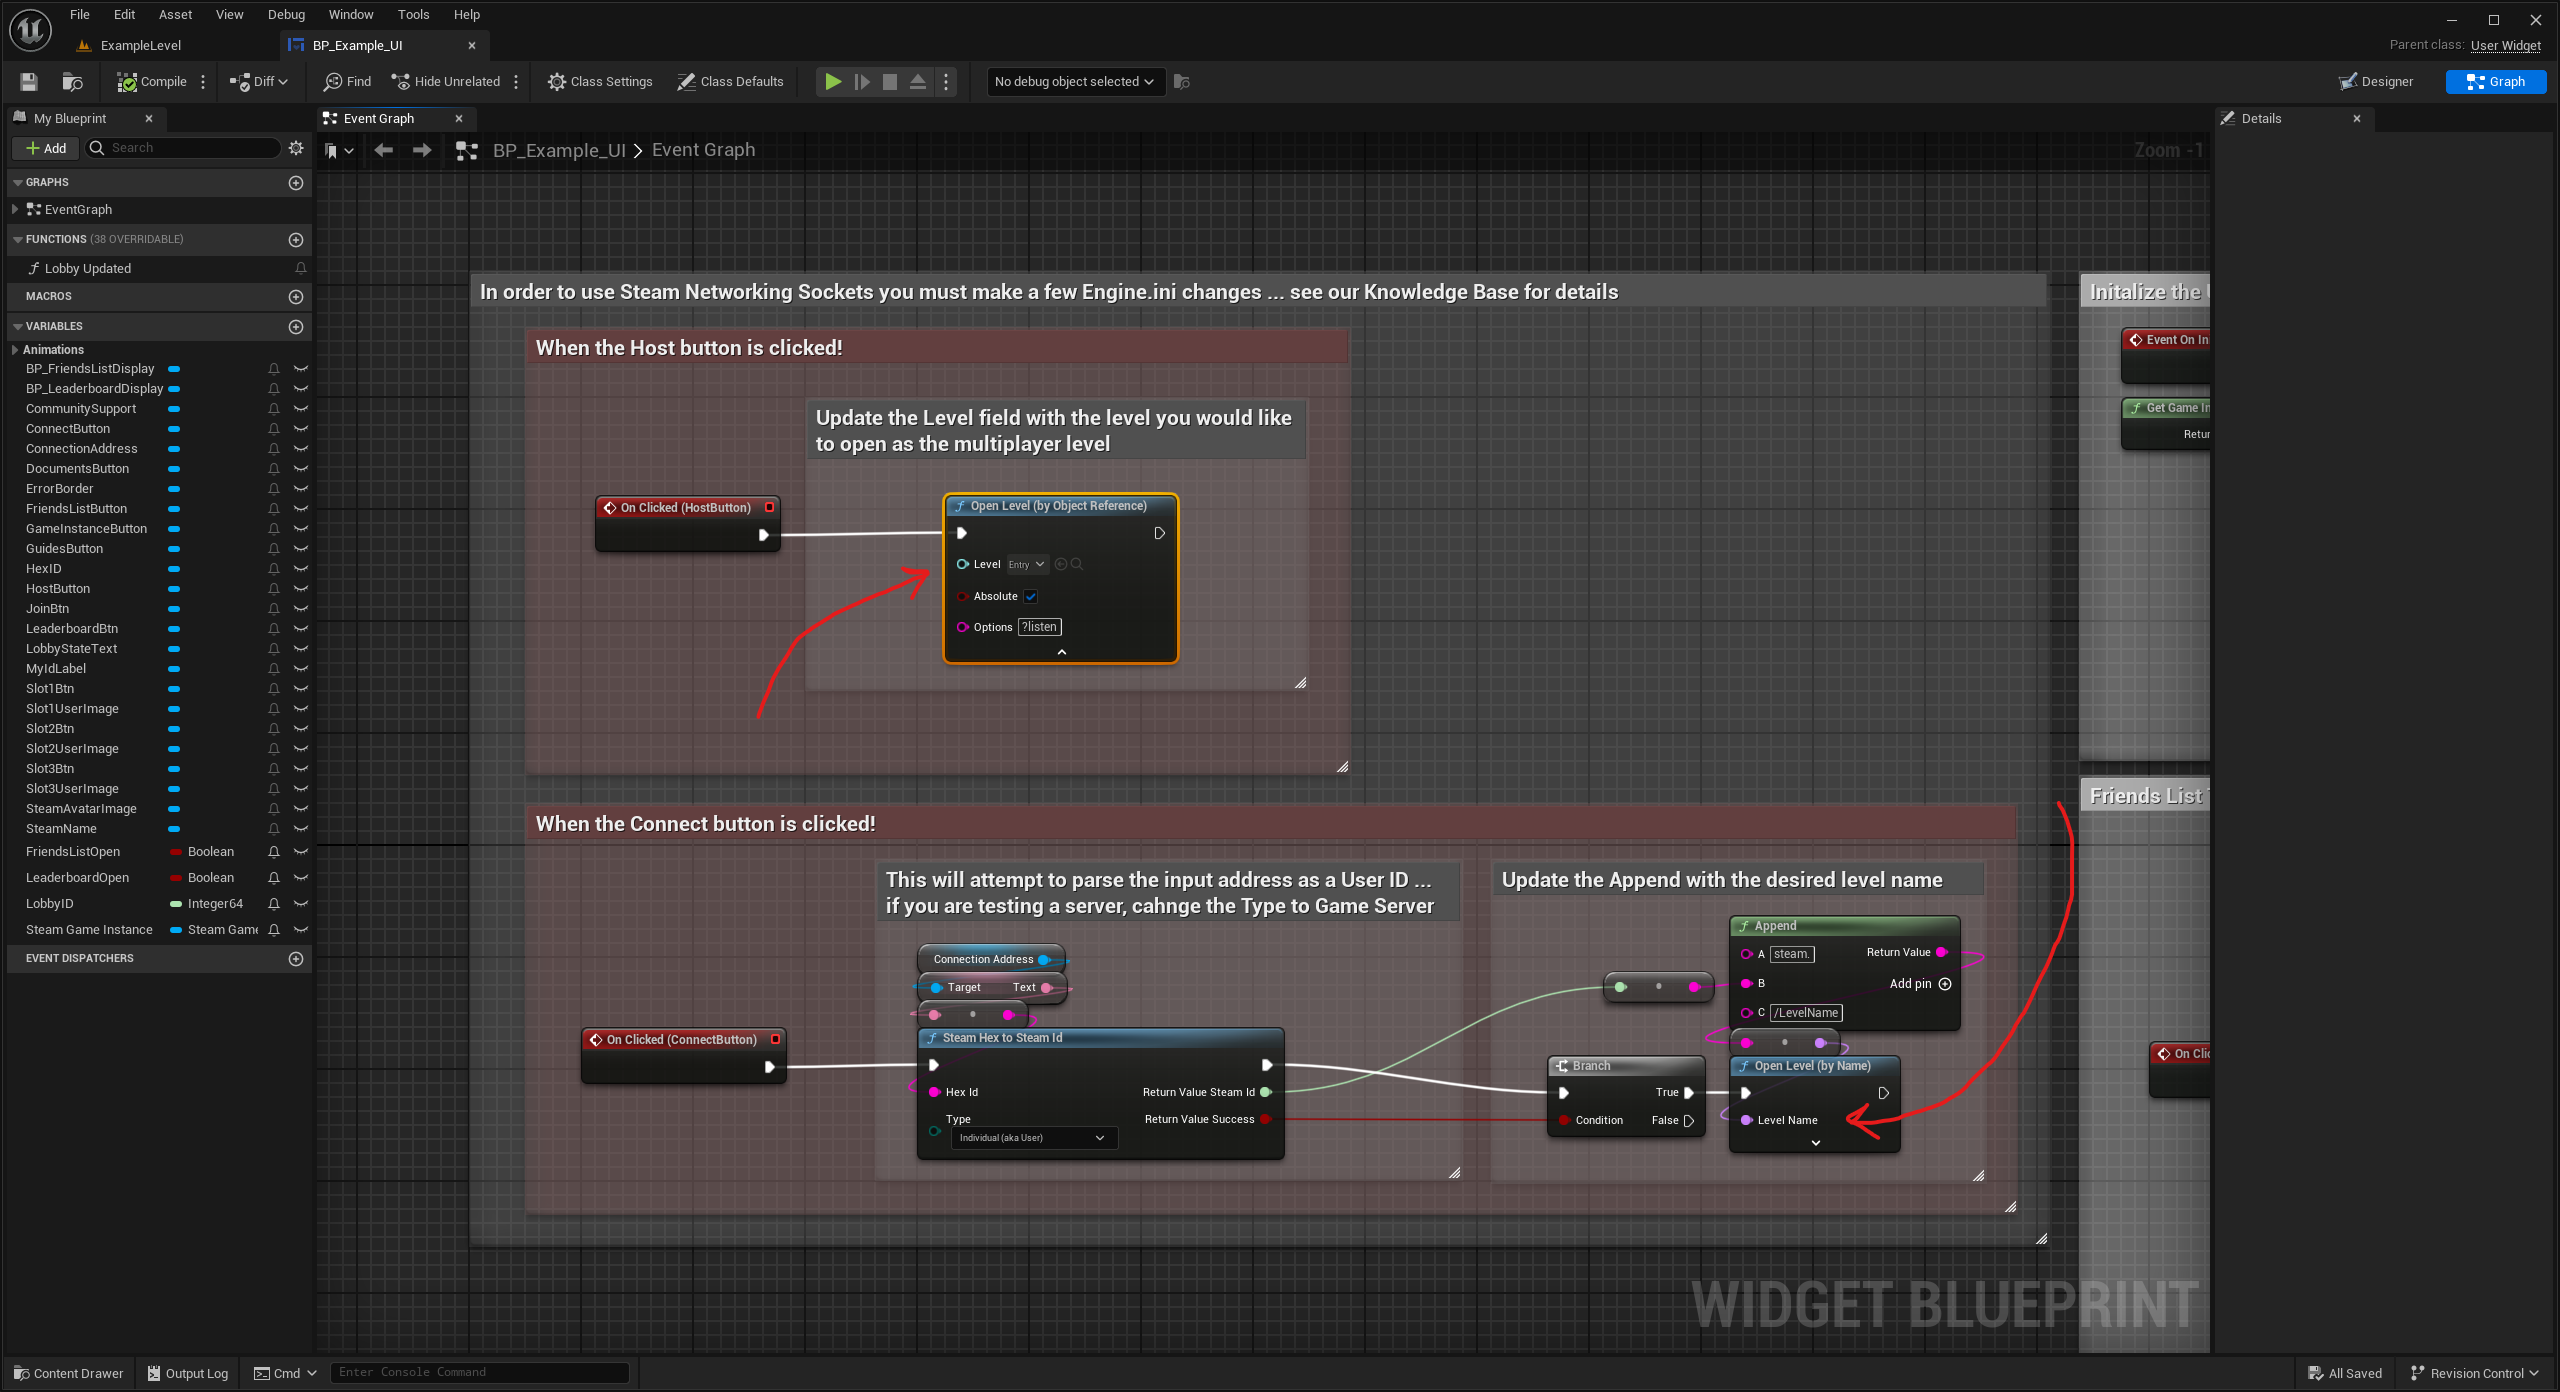 File Edit Asset View Debug Window Tools Help
ExampleLevel
BP_Example_UI
Parent class: User Widget
Compile
Diff
Find
Hide Unrelated
Class Settings
Class Defaults
No debug object selected
Designer
Graph
My Blueprint
Event Graph
Details
Add
Search
BP_Example_UI > Event Graph
Zoom -1
GRAPHS
EventGraph
FUNCTIONS (38 OVERRIDABLE)
Lobby Updated
MACROS
VARIABLES
Animations
BP_FriendsListDisplay
BP_LeaderboardDisplay
CommunitySupport
ConnectButton
ConnectionAddress
DocumentsButton
ErrorBorder
FriendsListButton
GameInstanceButton
GuidesButton
HexID
HostButton
JoinBtn
LeaderboardBtn
LobbyStateText
MyIdLabel
Slot1Btn
Slot1UserImage
Slot2Btn
Slot2UserImage
Slot3Btn
Slot3UserImage
SteamAvatarImage
SteamName
FriendsListOpen Boolean
LeaderboardOpen Boolean
LobbyID Integer64
Steam Game Instance Steam Game
EVENT DISPATCHERS
In order to use Steam Networking Sockets you must make a few Engine.ini changes ... see our Knowledge Base for details
When the Host button is clicked!
Update the Level field with the level you would like
to open as the multiplayer level
On Clicked (HostButton)
Open Level (by Object Reference)
Level Entry
Absolute
Options ?listen
When the Connect button is clicked!
This will attempt to parse the input address as a User ID ...
if you are testing a server, cahnge the Type to Game Server
Connection Address
Target Text
On Clicked (ConnectButton)
Steam Hex to Steam Id
Hex Id
Return Value Steam Id
Type
Individual (aka User)
Return Value Success
Update the Append with the desired level name
Append
A steam. Return Value
B Add pin
C /LevelName
Branch
True
Condition False
Open Level (by Name)
Level Name
Initalize the
Event On In
Get Game In
Retur
Friends List
On Clic
WIDGET BLUEPRINT
Content Drawer
Output Log
Cmd
Enter Console Command
All Saved
Revision Control